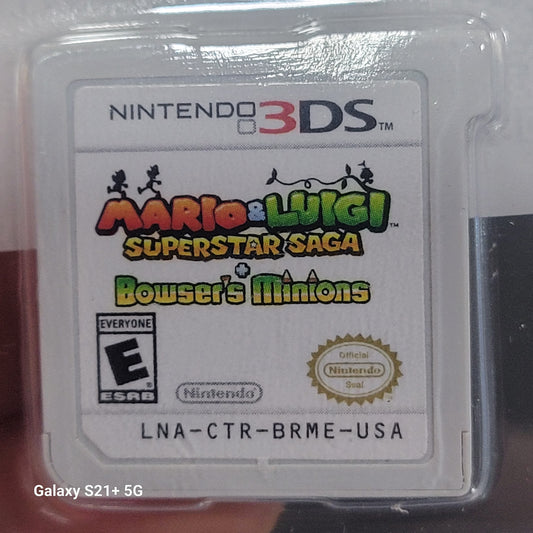 NINTENDO 3DS™
MARIO & LUIGI™
SUPERSTAR SAGA
+
Bowser's Minions
EVERYONE
E
ESRB
Nintendo
Official
Nintendo
Seal
LNA-CTR-BRME-USA
Galaxy S21+ 5G